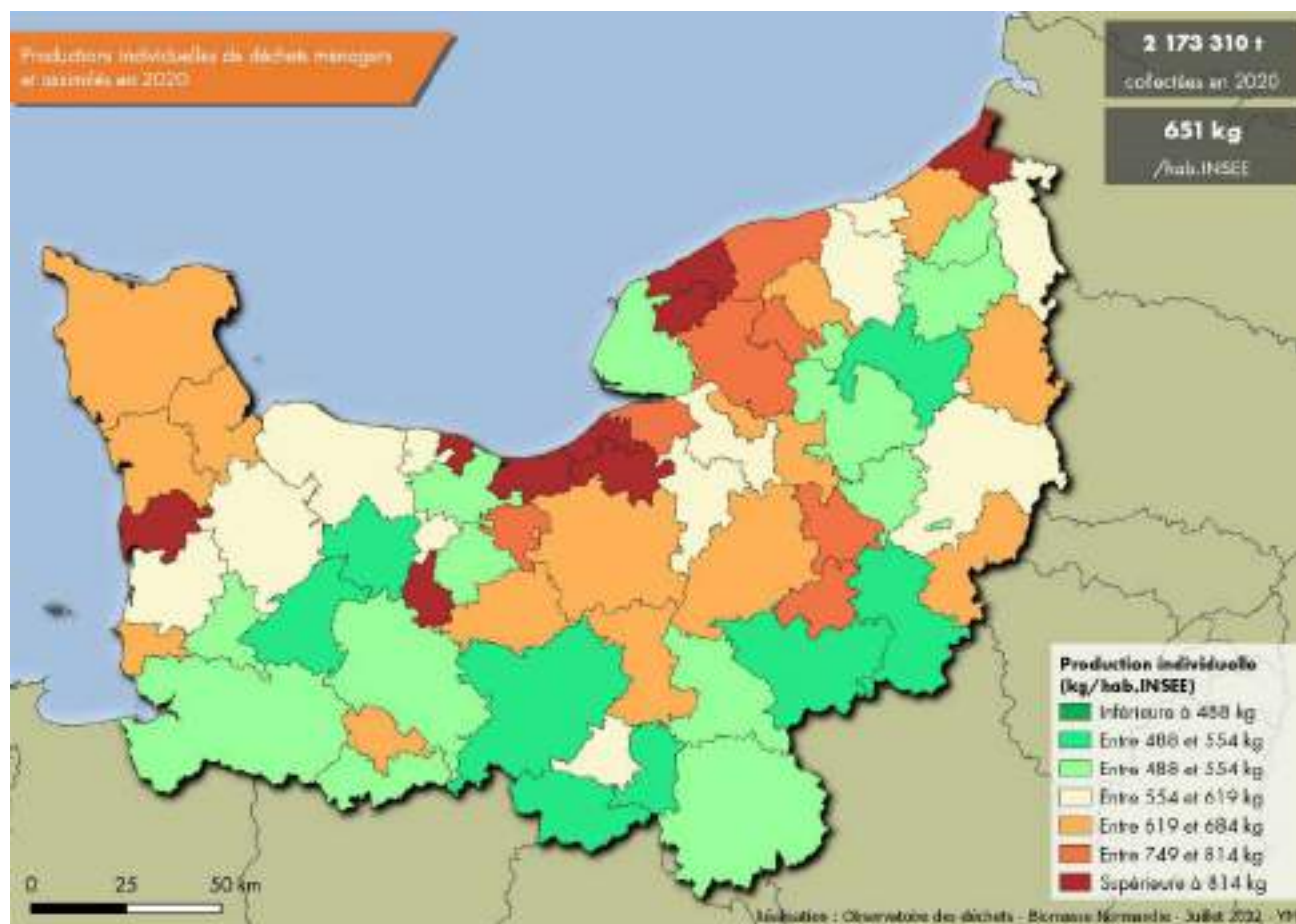 Productions individuelles de déchets ménagers
et assimilés en 2020
2 173 310 t
collectées en 2020
651 kg
/hab.INSEE
Production individuelle
(kg/hab.INSEE)
Inférieure à 488 kg
Entre 488 et 554 kg
Entre 488 et 554 kg
Entre 554 et 619 kg
Entre 619 et 684 kg
Entre 749 et 814 kg
Supérieure à 814 kg
0 25 50 km
Réalisation : Observatoire des déchets - Biomasse Normandie - Juillet 2022